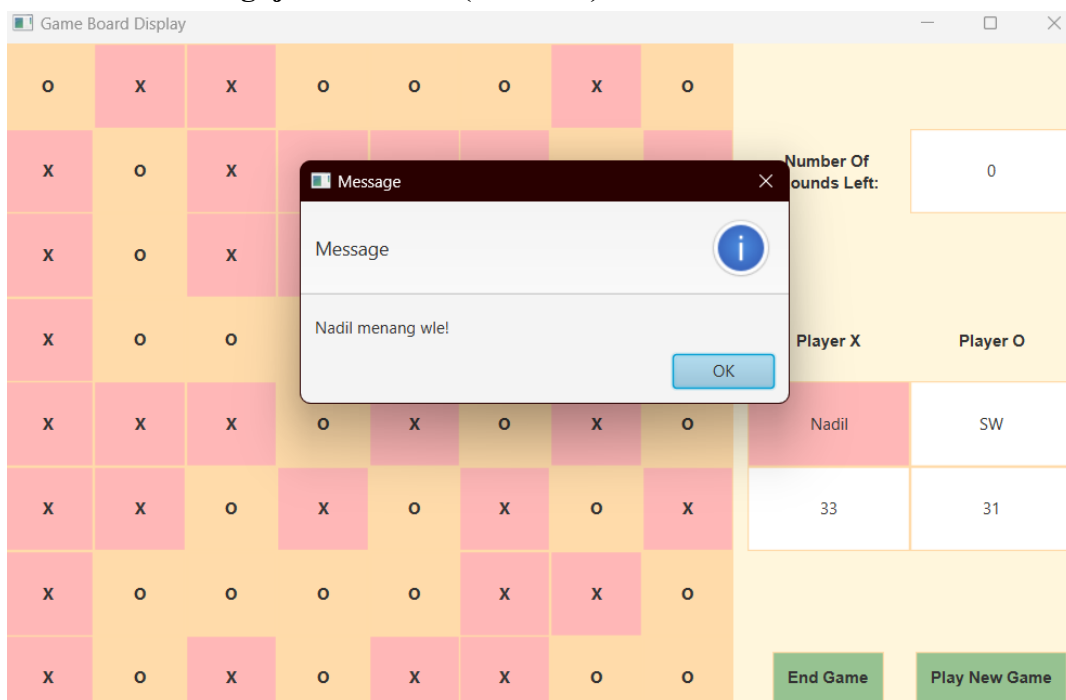 Game Board Display
O X X O O O X O
X O X
Number Of
ounds Left:
0
X O X
Message
Message
Nadil menang wle!
OK
X O O
Player X Player O
X X X O X O X O
Nadil SW
X X O X O X O X
33 31
X O O O X X O
X O X O X X O O
End Game Play New Game